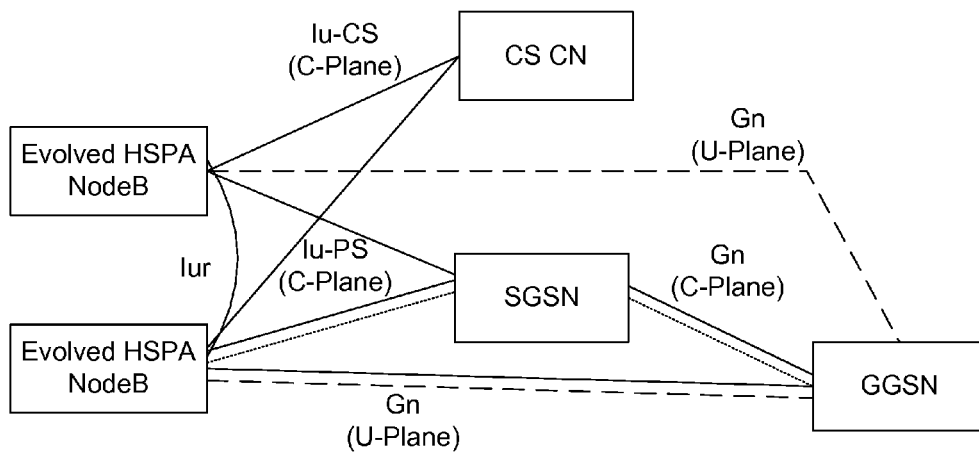 Iu-CS
(C-Plane)
CS CN
Gn
(U-Plane)
Evolved HSPA
NodeB
Iur
Iu-PS
(C-Plane)
SGSN
Gn
(C-Plane)
Evolved HSPA
NodeB
GGSN
Gn
(U-Plane)